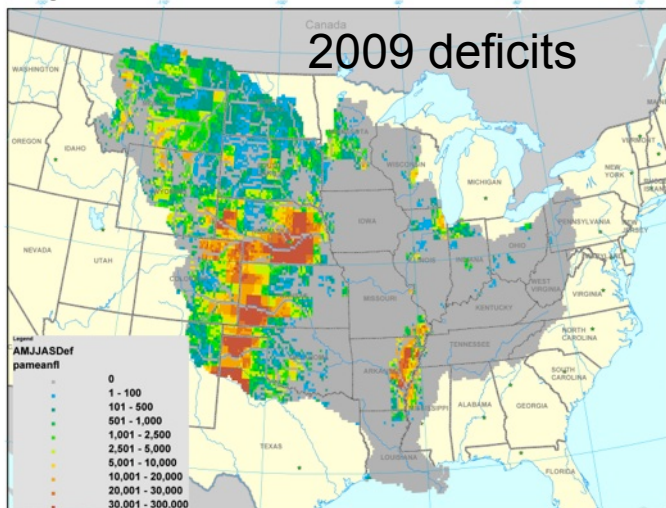 Canada
2009 deficits
WASHINGTON
OREGON
IDAHO
NEVADA
UTAH
WISCONSIN
MICHIGAN
VERMONT
NEW YORK
IOWA
ILLINOIS
INDIANA
OHIO
PENNSYLVANIA
NEW JERSEY
MARYLAND
WEST VIRGINIA
VIRGINIA
MISSOURI
KENTUCKY
TENNESSEE
NORTH CAROLINA
SOUTH CAROLINA
ARKANSAS
MISSISSIPPI
ALABAMA
GEORGIA
TEXAS
LOUISIANA
FLORIDA
Legend
AMJJASDef
pameanfl
0
1 - 100
101 - 500
501 - 1,000
1,001 - 2,500
2,501 - 5,000
5,001 - 10,000
10,001 - 20,000
20,001 - 30,000
30,001 - 300,000